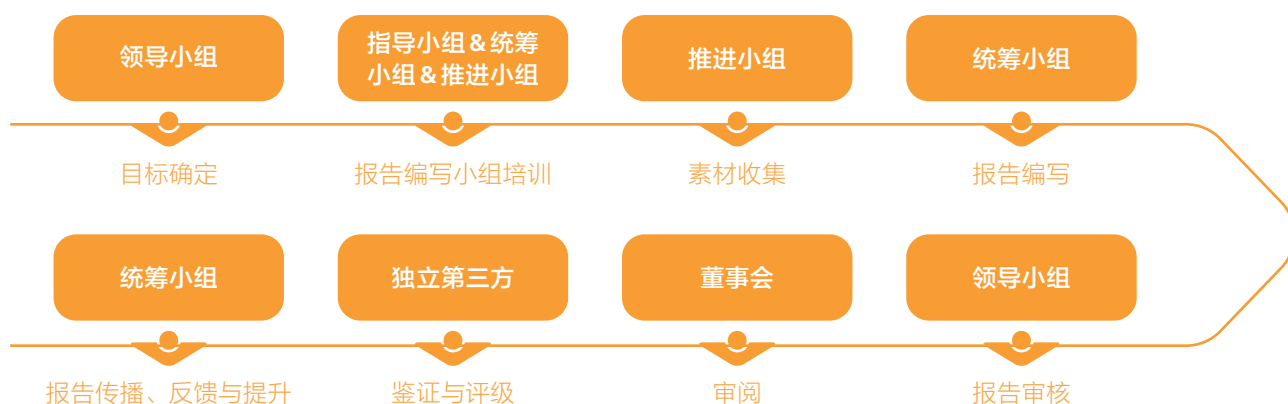 领导小组
指导小组&统筹
小组&推进小组
推进小组
统筹小组
目标确定
报告编写小组培训
素材收集
报告编写
统筹小组
独立第三方
董事会
领导小组
报告传播、反馈与提升
鉴证与评级
审阅
报告审核